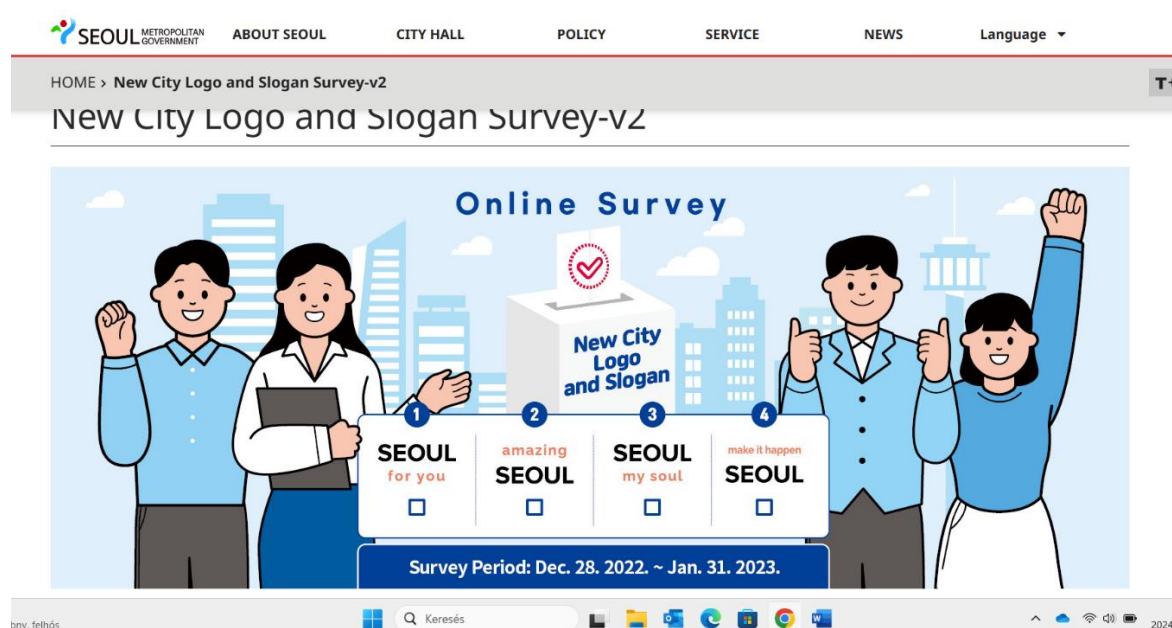 SEOUL METROPOLITAN GOVERNMENT ABOUT SEOUL CITY HALL POLICY SERVICE NEWS Language
HOME › New City Logo and Slogan Survey-v2
T+
New City Logo and Slogan Survey-v2
Online Survey
New City
Logo
and Slogan
1 2 3 4
SEOUL
for you
amazing
SEOUL
SEOUL
my soul
make it happen
SEOUL
Survey Period: Dec. 28. 2022. ~ Jan. 31. 2023.
felhős
Keresés